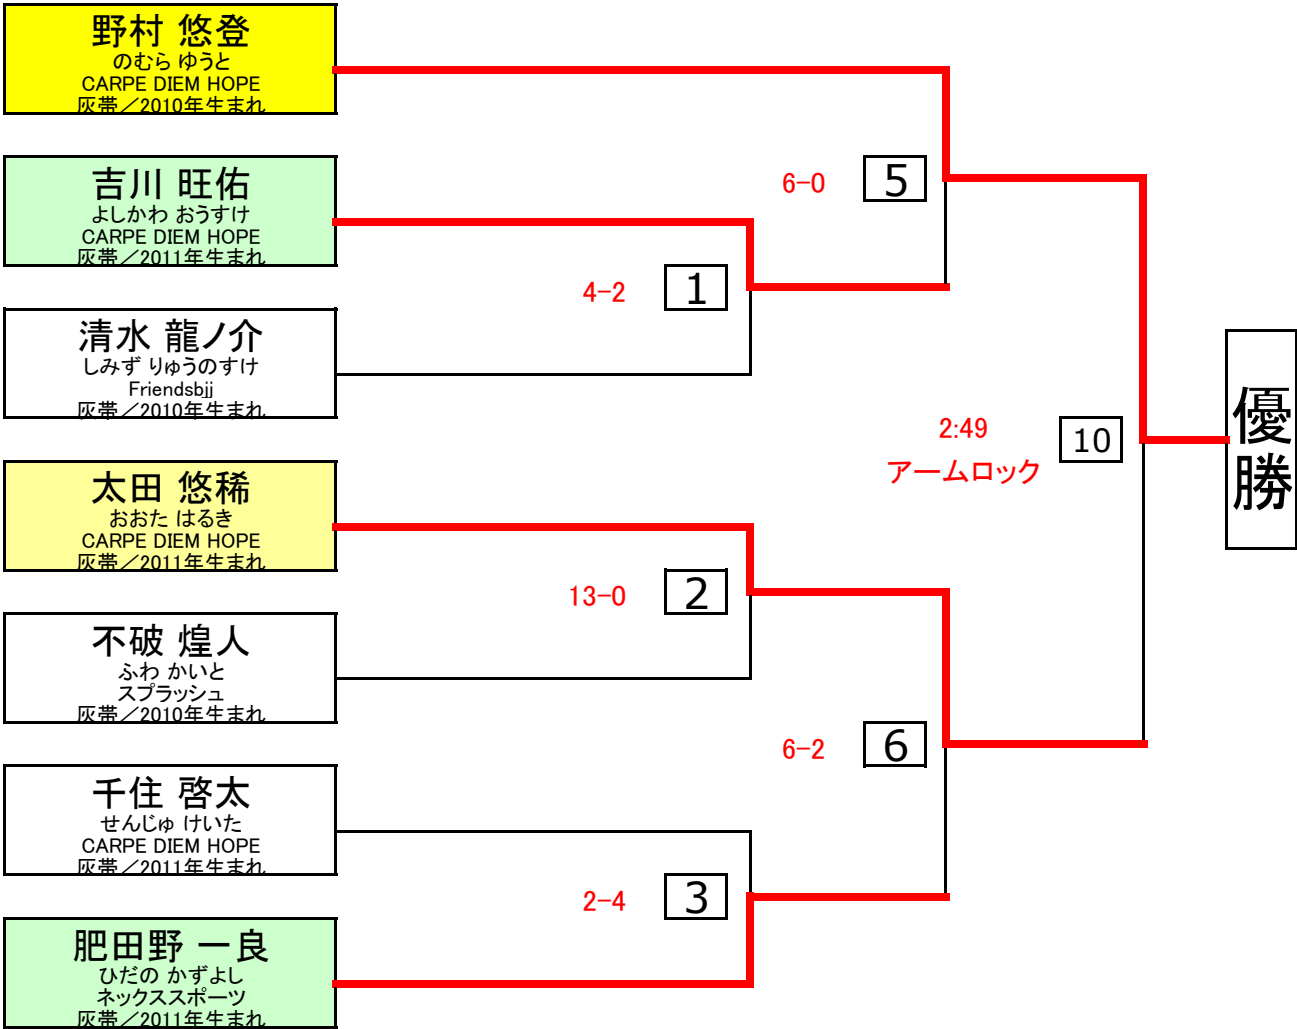 野村 悠登
のむら ゆうと
CARPE DIEM HOPE
灰帯／2010年生まれ
吉川 旺佑
よしかわ おうすけ
CARPE DIEM HOPE
灰帯／2011年生まれ
清水 龍ノ介
しみず りゅうのすけ
Friendsbjj
灰帯／2010年生まれ
太田 悠稀
おおた はるき
CARPE DIEM HOPE
灰帯／2011年生まれ
不破 煌人
ふわ かいと
スプラッシュ
灰帯／2010年生まれ
千住 啓太
せんじゅ けいた
CARPE DIEM HOPE
灰帯／2011年生まれ
肥田野 一良
ひだの かずよし
ネックススポーツ
灰帯／2011年生まれ
4-2
1
13-0
2
2-4
3
6-0
5
6-2
6
2:49
アームロック
10
優勝